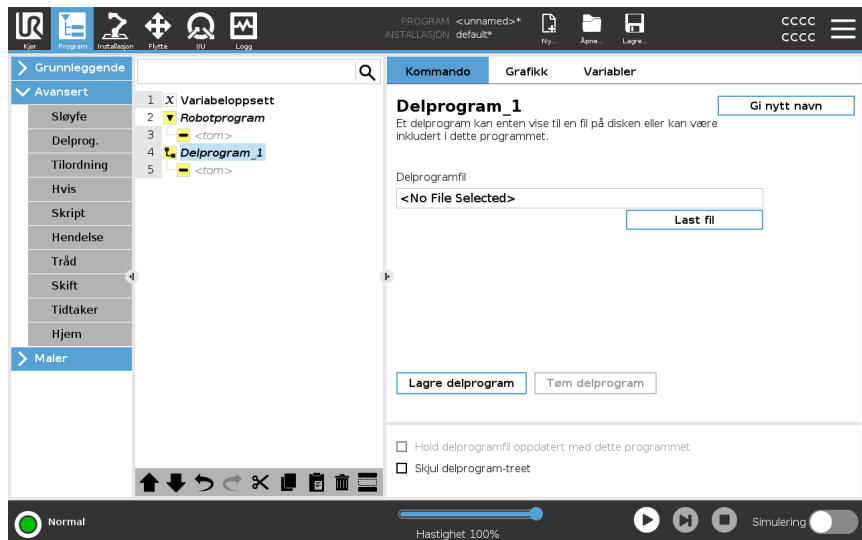 UR
PROGRAM <unnamed>*
INSTALLASJON default*
CCCC
CCCC
Kjør
Program
Installasjon
Flytte
I/U
Logg
Ny...
Åpne...
Lagre...
Grunnleggende
Avansert
Sløyfe
Delprog.
Tilordning
Hvis
Skript
Hendelse
Tråd
Skift
Tidtaker
Hjem
Maler
1 X Variabeloppsett
2 Robotprogram
3 <tom>
4 Delprogram_1
5 <tom>
Kommando
Grafikk
Variabler
Delprogram_1
Gi nytt navn
Et delprogram kan enten vise til en fil på disken eller kan være
inkludert i dette programmet.
Delprogramfil
<No File Selected>
Last fil
Lagre delprogram
Tøm delprogram
Hold delprogramfil oppdatert med dette programmet
Skjul delprogram-treet
Normal
Hastighet 100%
Simulering